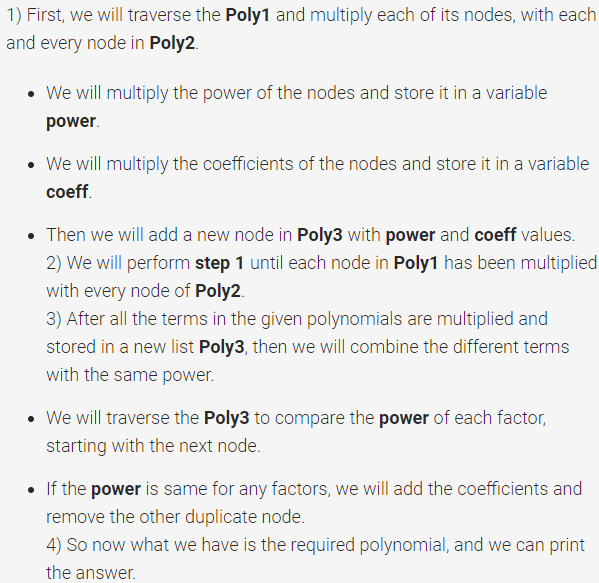 1) First, we will traverse the Poly1 and multiply each of its nodes, with each
and every node in Poly2.
• We will multiply the power of the nodes and store it in a variable
power.
• We will multiply the coefficients of the nodes and store it in a variable
coeff.
• Then we will add a new node in Poly3 with power and coeff values.
2) We will perform step 1 until each node in Poly1 has been multiplied
with every node of Poly2.
3) After all the terms in the given polynomials are multiplied and
stored in a new list Poly3, then we will combine the different terms
with the same power.
• We will traverse the Poly3 to compare the power of each factor,
starting with the next node.
• If the power is same for any factors, we will add the coefficients and
remove the other duplicate node.
4) So now what we have is the required polynomial, and we can print
the answer.